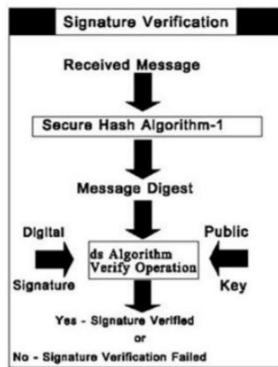 Signature Verification
Received Message
Secure Hash Algorithm-1
Message Digest
Digital
Signature
ds Algorithm
Verify Operation
Public
Key
Yes - Signature Verified
or
No - Signature Verification Failed